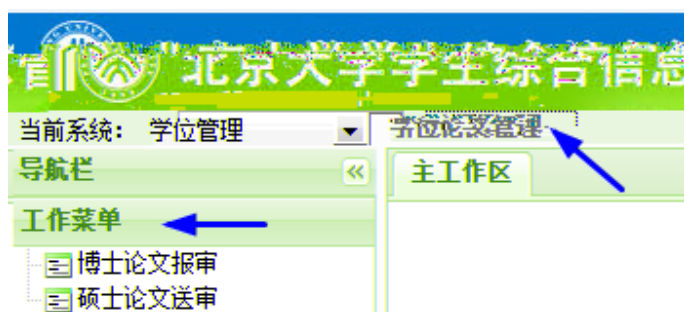 北京大学学生综合信息
当前系统: 学位管理 学位论文管理
导航栏 主工作区
工作菜单
博士论文报审
硕士论文送审